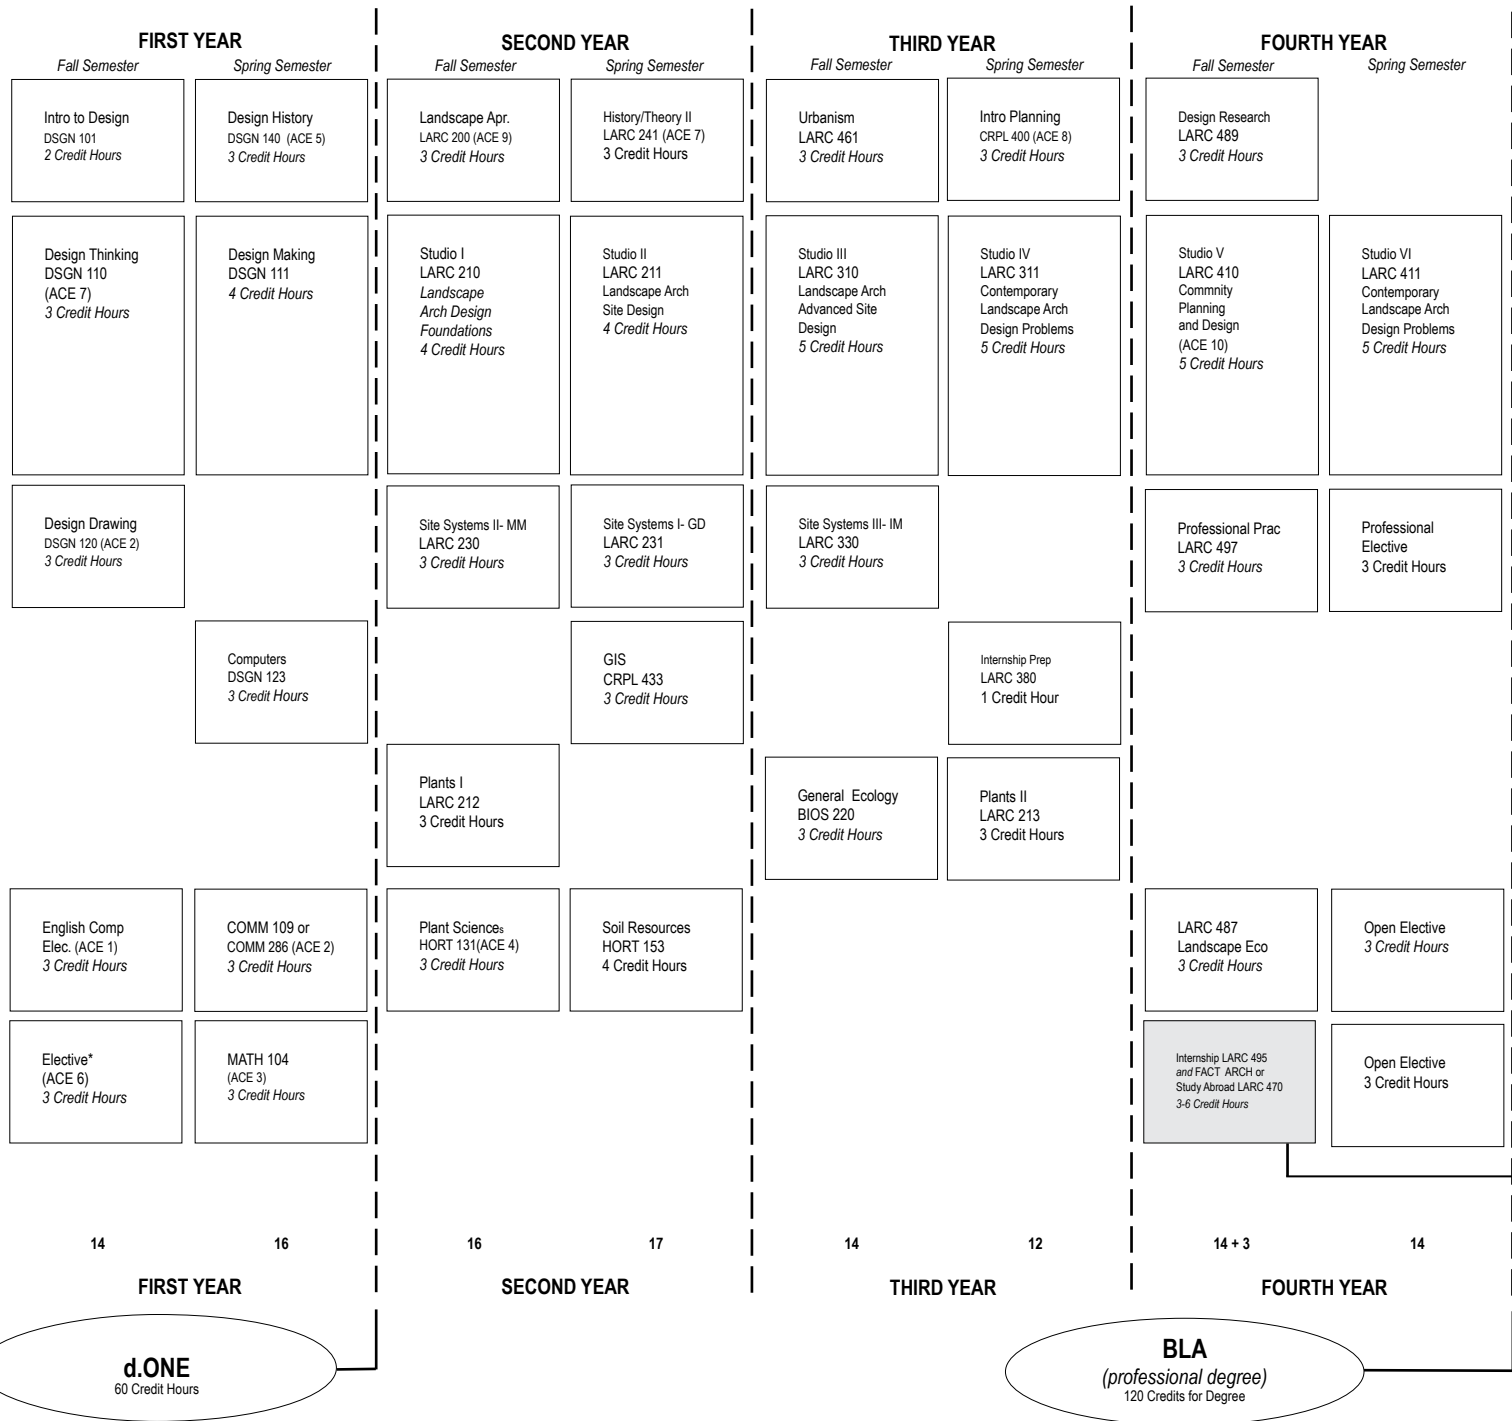 FIRST YEAR
Fall Semester
Spring Semester
SECOND YEAR
Fall Semester
Spring Semester
THIRD YEAR
Fall Semester
Spring Semester
FOURTH YEAR
Fall Semester
Spring Semester
Intro to Design
DSGN 101
2 Credit Hours
Design History
DSGN 140 (ACE 5)
3 Credit Hours
Landscape Apr.
LARC 200 (ACE 9)
3 Credit Hours
History/Theory II
LARC 241 (ACE 7)
3 Credit Hours
Urbanism
LARC 461
3 Credit Hours
Intro Planning
CRPL 400 (ACE 8)
3 Credit Hours
Design Research
LARC 489
3 Credit Hours
Design Thinking
DSGN 110
(ACE 7)
3 Credit Hours
Design Making
DSGN 111
4 Credit Hours
Studio I
LARC 210
Landscape
Arch Design
Foundations
4 Credit Hours
Studio II
LARC 211
Landscape Arch
Site Design
4 Credit Hours
Studio III
LARC 310
Landscape Arch
Advanced Site
Design
5 Credit Hours
Studio IV
LARC 311
Contemporary
Landscape Arch
Design Problems
5 Credit Hours
Studio V
LARC 410
Commnity
Planning
and Design
(ACE 10)
5 Credit Hours
Studio VI
LARC 411
Contemporary
Landscape Arch
Design Problems
5 Credit Hours
Design Drawing
DSGN 120 (ACE 2)
3 Credit Hours
Site Systems II- MM
LARC 230
3 Credit Hours
Site Systems I- GD
LARC 231
3 Credit Hours
Site Systems III- IM
LARC 330
3 Credit Hours
Professional Prac
LARC 497
3 Credit Hours
Professional
Elective
3 Credit Hours
Computers
DSGN 123
3 Credit Hours
GIS
CRPL 433
3 Credit Hours
Internship Prep
LARC 380
1 Credit Hour
Plants I
LARC 212
3 Credit Hours
General Ecology
BIOS 220
3 Credit Hours
Plants II
LARC 213
3 Credit Hours
English Comp
Elec. (ACE 1)
3 Credit Hours
COMM 109 or
COMM 286 (ACE 2)
3 Credit Hours
Plant Sciences
HORT 131(ACE 4)
3 Credit Hours
Soil Resources
HORT 153
4 Credit Hours
LARC 487
Landscape Eco
3 Credit Hours
Open Elective
3 Credit Hours
Elective*
(ACE 6)
3 Credit Hours
MATH 104
(ACE 3)
3 Credit Hours
Internship LARC 495
and FACT ARCH or
Study Abroad LARC 470
3-6 Credit Hours
Open Elective
3 Credit Hours
14
16
16
17
14
12
14 + 3
14
FIRST YEAR
SECOND YEAR
THIRD YEAR
FOURTH YEAR
d.ONE
60 Credit Hours
BLA
(professional degree)
120 Credits for Degree